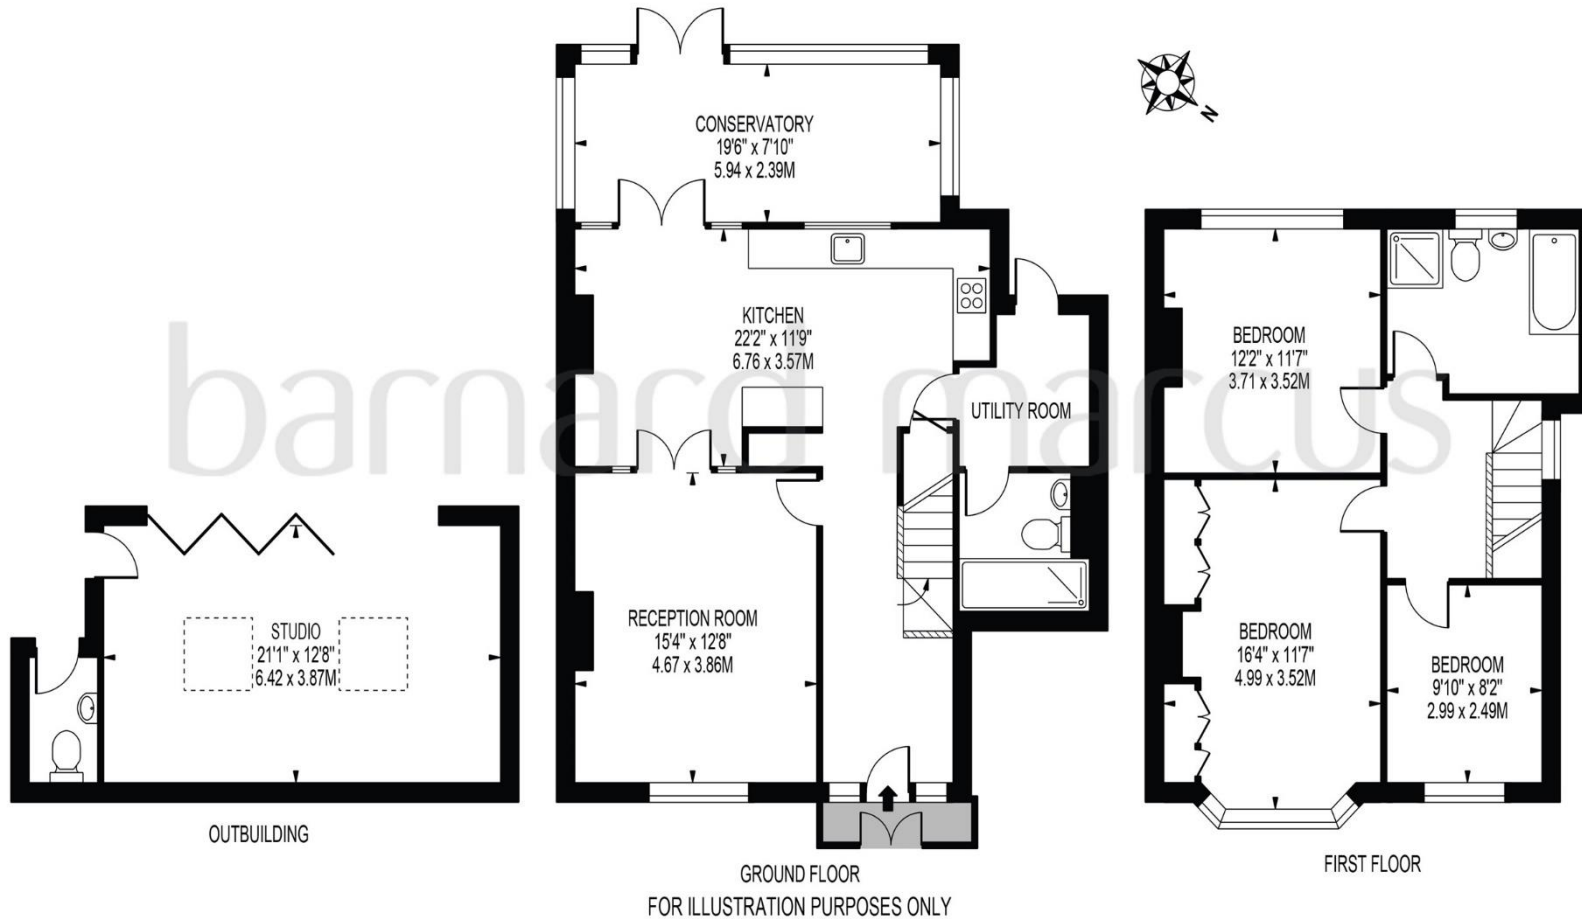 CONSERVATORY
19'6" x 7'10"
5.94 x 2.39M
N
KITCHEN
22'2" x 11'9"
6.76 x 3.57M
UTILITY ROOM
BEDROOM
12'2" x 11'7"
3.71 x 3.52M
barnard marcus
STUDIO
21'1" x 12'8"
6.42 x 3.87M
RECEPTION ROOM
15'4" x 12'8"
4.67 x 3.86M
BEDROOM
16'4" x 11'7"
4.99 x 3.52M
BEDROOM
9'10" x 8'2"
2.99 x 2.49M
OUTBUILDING
GROUND FLOOR
FIRST FLOOR
FOR ILLUSTRATION PURPOSES ONLY